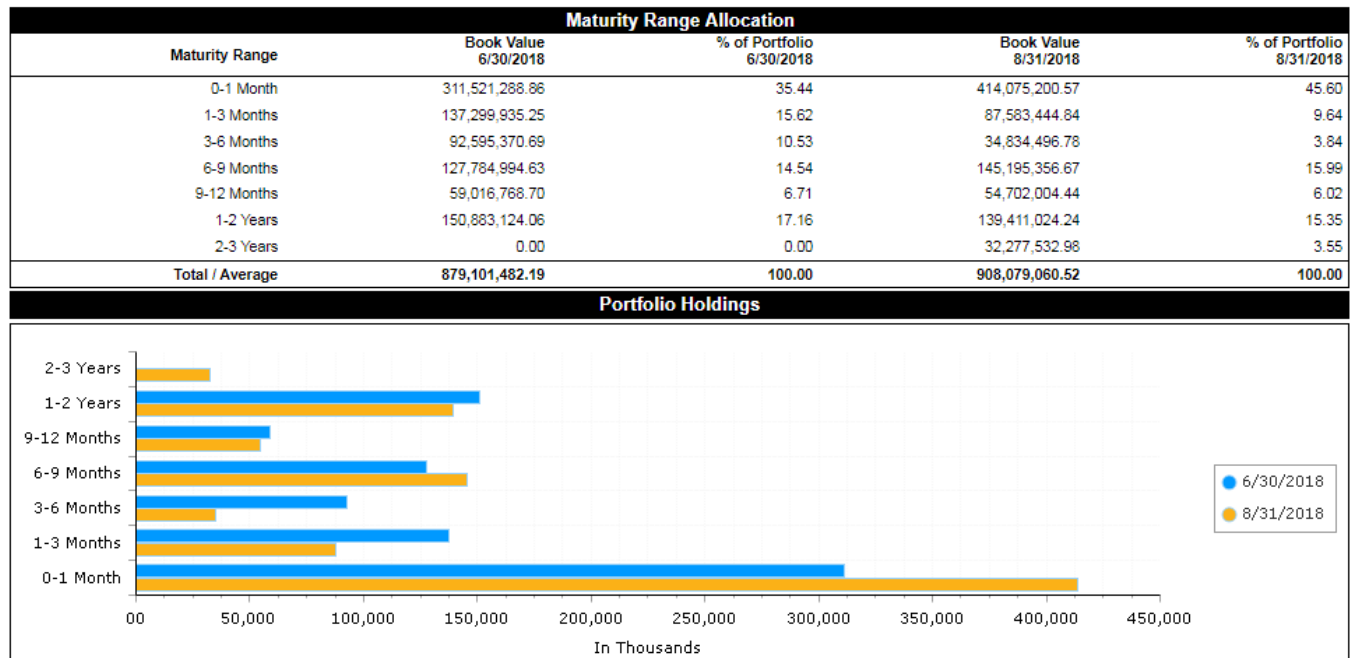 Maturity Range Allocation
Maturity Range Book Value 6/30/2018 % of Portfolio 6/30/2018 Book Value 8/31/2018 % of Portfolio 8/31/2018
0-1 Month 311,521,288.86 35.44 414,075,200.57 45.60
1-3 Months 137,299,935.25 15.62 87,583,444.84 9.64
3-6 Months 92,595,370.69 10.53 34,834,496.78 3.84
6-9 Months 127,784,994.63 14.54 145,195,356.67 15.99
9-12 Months 59,016,768.70 6.71 54,702,004.44 6.02
1-2 Years 150,883,124.06 17.16 139,411,024.24 15.35
2-3 Years 0.00 0.00 32,277,532.98 3.55
Total / Average 879,101,482.19 100.00 908,079,060.52 100.00
Portfolio Holdings
2-3 Years
1-2 Years
9-12 Months
6-9 Months
3-6 Months
1-3 Months
0-1 Month
00 50,000 100,000 150,000 200,000 250,000 300,000 350,000 400,000 450,000
In Thousands
6/30/2018
8/31/2018